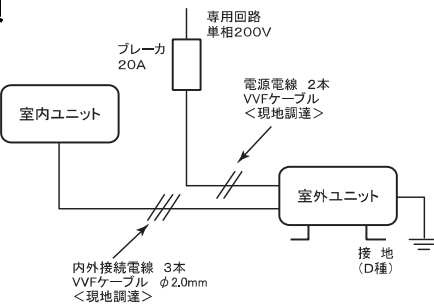 専用回路
単相200V
ブレーカ
20A
電源電線 2本
VVFケーブル
<現地調達>
室内ユニット
室外ユニット
接 地
(D種)
内外接続電線 3本
VVFケーブル φ2.0mm
<現地調達>